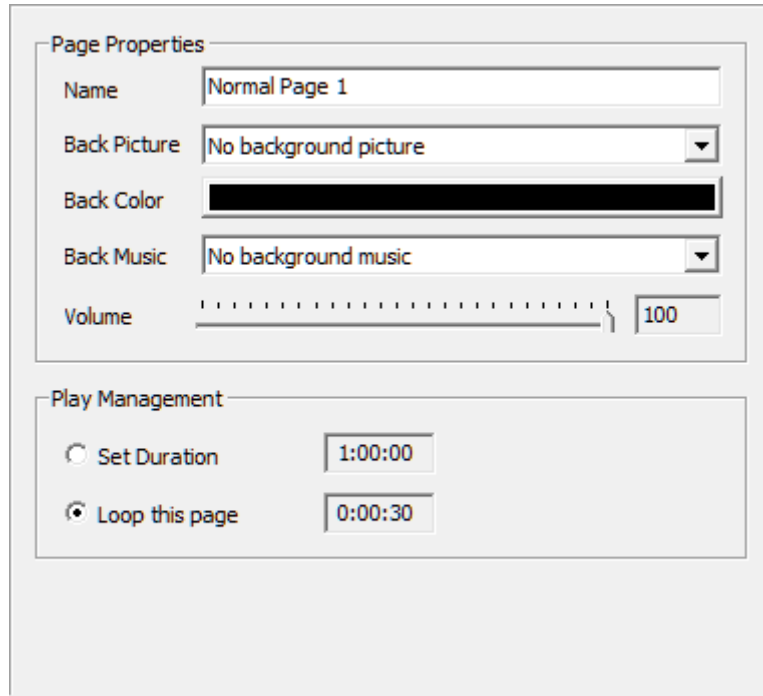 Page Properties
Name Normal Page 1
Back Picture No background picture
Back Color
Back Music No background music
Volume 100
Play Management
Set Duration 1:00:00
Loop this page 0:00:30